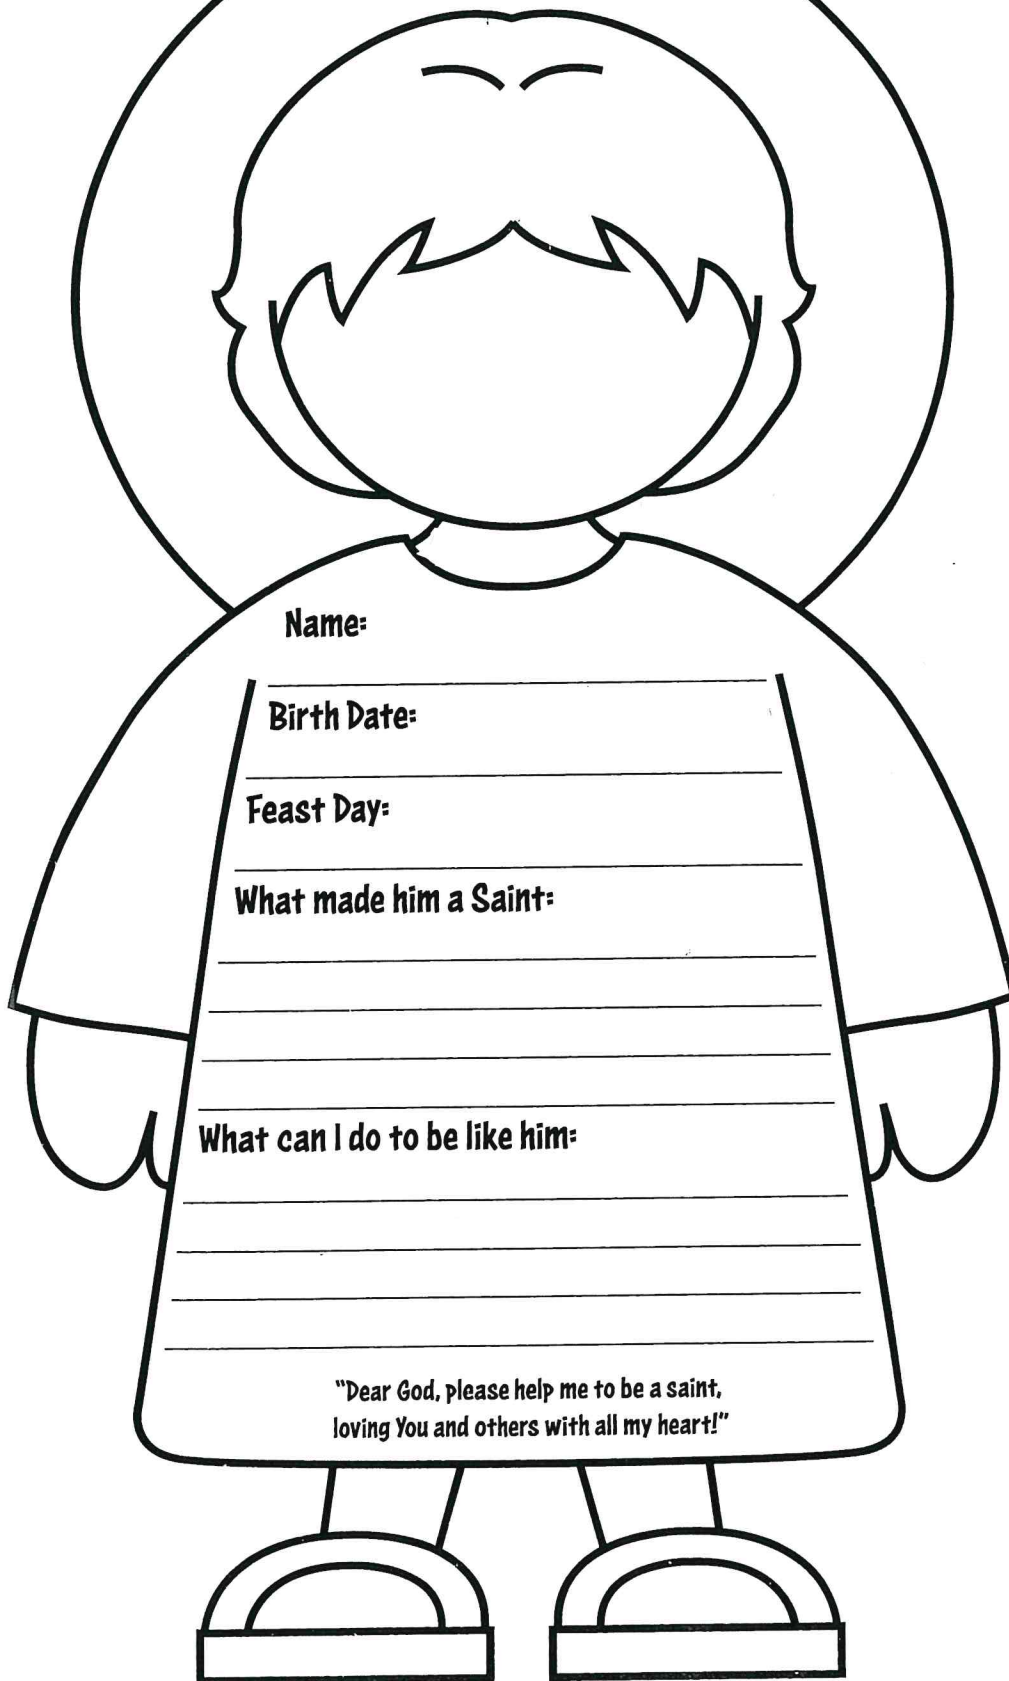 Name:
Birth Date:
Feast Day:
What made him a Saint:
What can I do to be like him:
"Dear God, please help me to be a saint,
loving You and others with all my heart!"